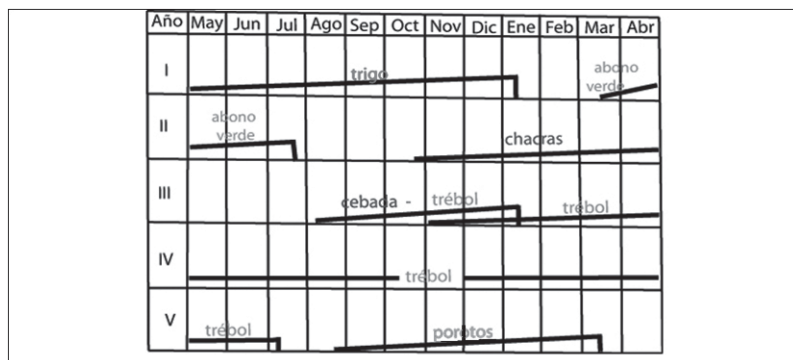 Año May Jun Jul Ago Sep Oct Nov Dic Ene Feb Mar Abr
I trigo abono
verde
II abono
verde chacras
III cebada - trébol trébol
IV trébol
V trébol porotos